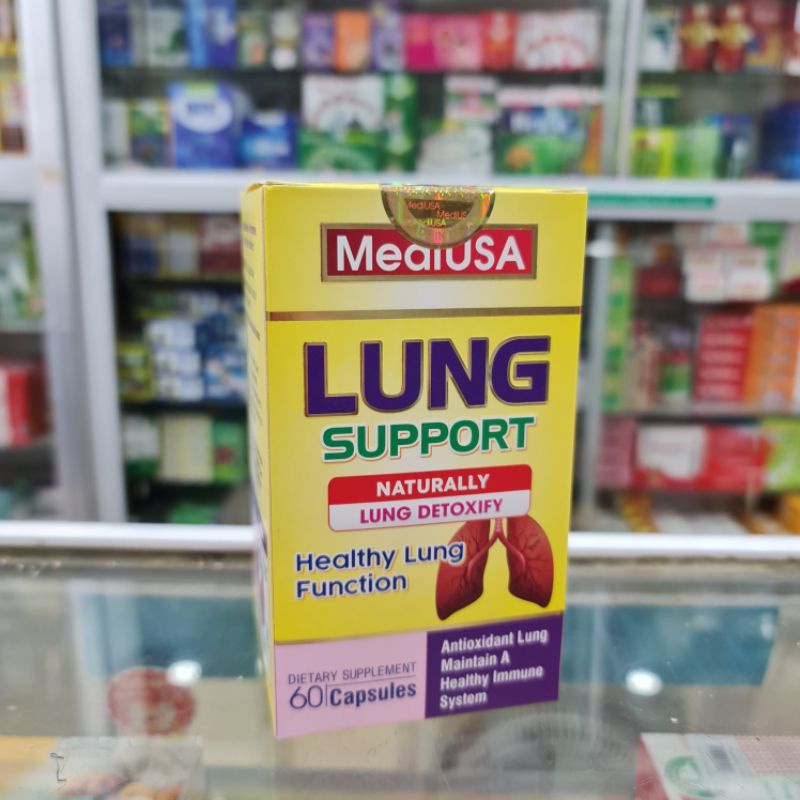 MediUSA
MediUSA
MediUSA
LUNG
SUPPORT
NATURALLY
LUNG DETOXIFY
Healthy Lung
Function
DIETARY SUPPLEMENT
60 Capsules
Antioxidant Lung
Maintain A
Healthy Immune
System